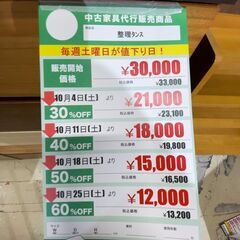 中古家具代行販売商品
整理タンス
毎週土曜日が値下り日！
販売開始価格
¥30,000
税込価格 ¥33,000
10月4日(土)より
30%OFF
¥21,000
税込価格 ¥23,100
10月11日(土)より
40%OFF
¥18,000
税込価格 ¥19,800
10月18日(土)より
50%OFF
¥15,000
税込価格 ¥16,500
10月25日(土)より
60%OFF
¥12,000
税込価格 ¥13,200